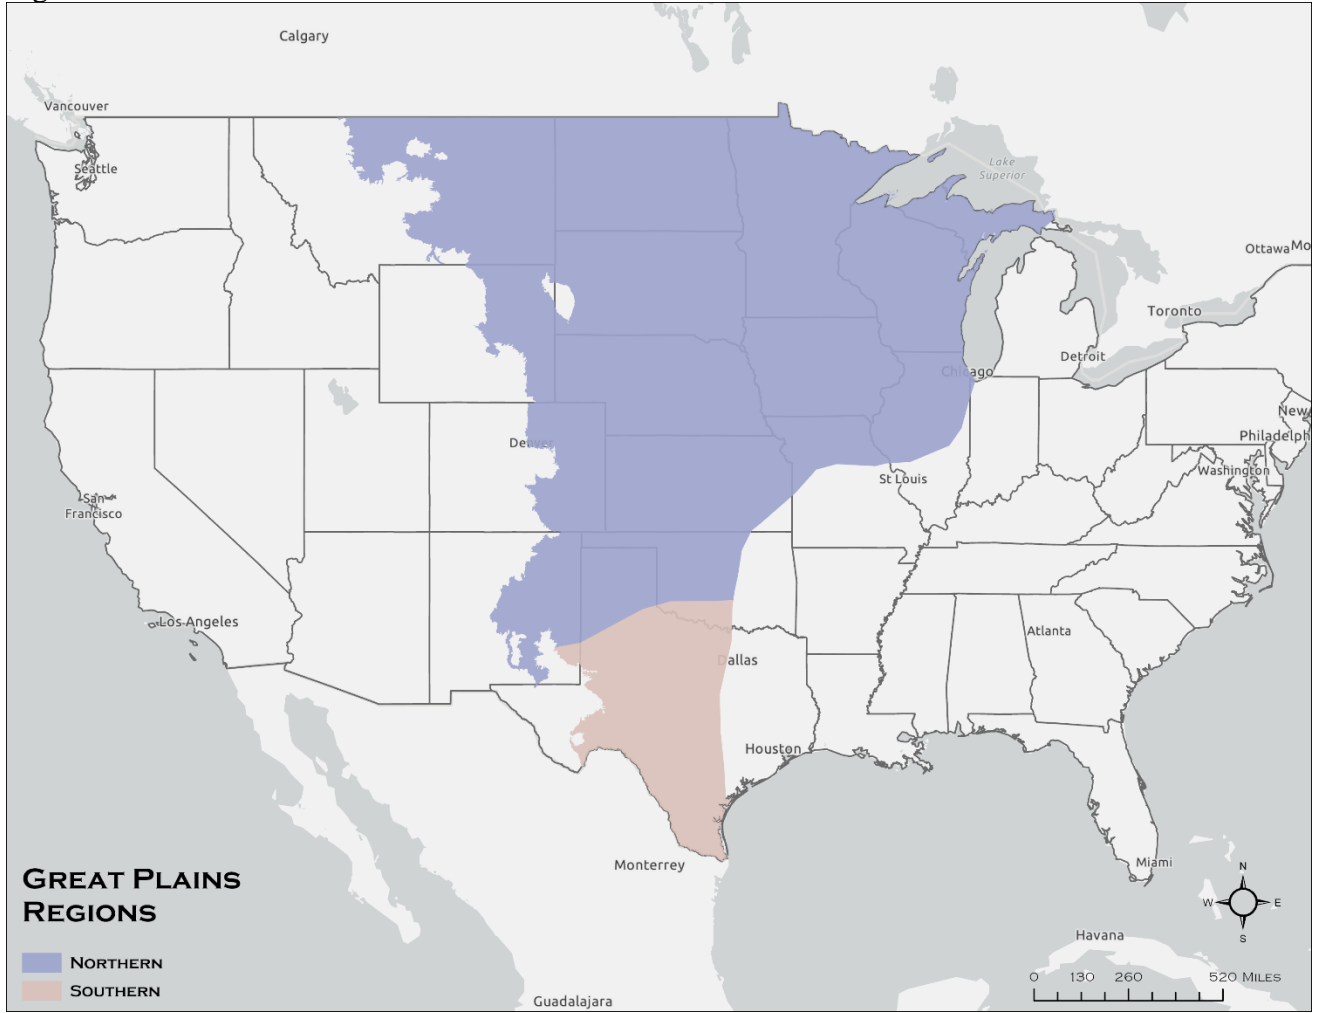 Calgary
Vancouver
Seattle
Lake
Superior
Ottawa Mo
Toronto
Detroit
Chicago
New
Philadelph
Denver
Washington
St Louis
San
Francisco
Los Angeles
Atlanta
Dallas
Houston
Monterrey
Miami
GREAT PLAINS
REGIONS
N
W E
S
Havana
NORTHERN
0 130 260 520 MILES
SOUTHERN
Guadalajara